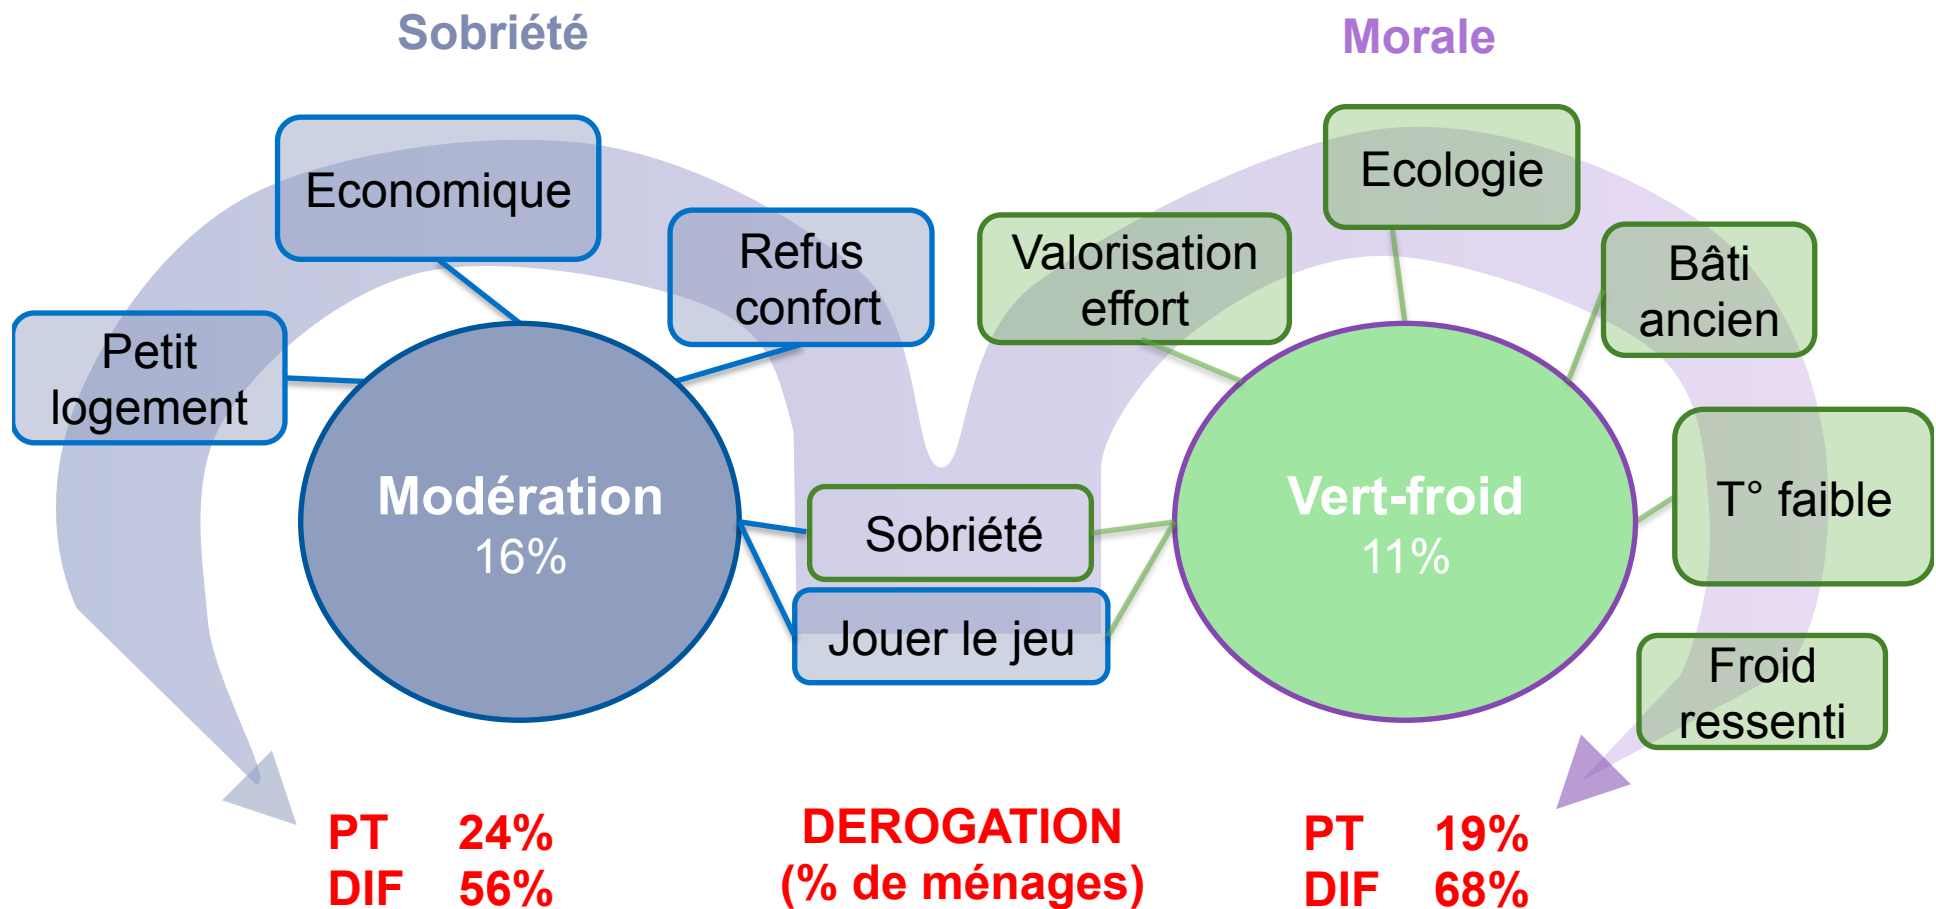 Sobriété
Morale
Economique
Refus
confort
Petit
logement
Valorisation
effort
Ecologie
Bâti
ancien
Modération
16%
Sobriété
Jouer le jeu
Vert-froid
11%
T° faible
Froid
ressenti
PT 24%
DIF 56%
DEROGATION
(% de ménages)
PT 19%
DIF 68%